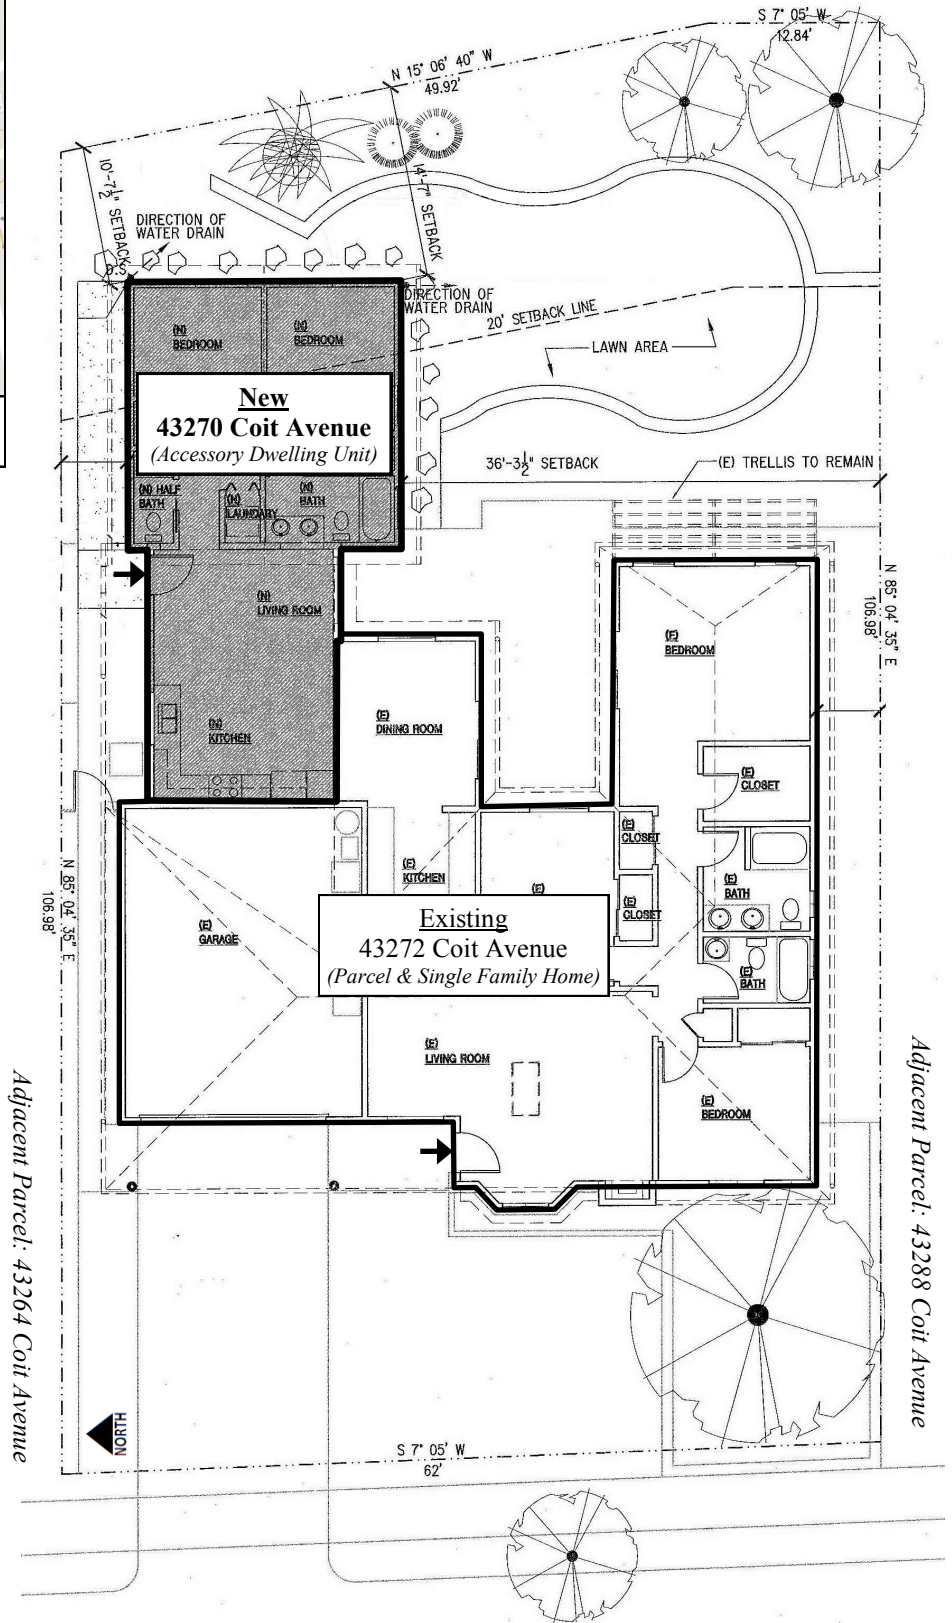 S 7° 05' W
12.84'
N 15° 06' 40" W
49.92'
10'-7½" SETBACK
14'-7" SETBACK
DIRECTION OF
WATER DRAIN
D.S.
DIRECTION OF
WATER DRAIN
20' SETBACK LINE
LAWN AREA
(N)
BEDROOM
(N)
BEDROOM
New
43270 Coit Avenue
(Accessory Dwelling Unit)
36'-3½" SETBACK
(E) TRELLIS TO REMAIN
(N) HALF
BATH
(N)
LAUNDARY
(N)
BATH
N 85° 04' 35" E
106.98'
(N)
LIVING ROOM
(E)
BEDROOM
(E)
DINING ROOM
(N)
KITCHEN
(E)
CLOSET
(E)
CLOSET
(E)
KITCHEN
(E)
(E)
BATH
(E)
CLOSET
N 85° 04' 35" E
106.98'
(E)
GARAGE
Existing
43272 Coit Avenue
(Parcel & Single Family Home)
(E)
BATH
(E)
LIVING ROOM
(E)
BEDROOM
Adjacent Parcel: 43264 Coit Avenue
Adjacent Parcel: 43288 Coit Avenue
NORTH
S 7° 05' W
62'